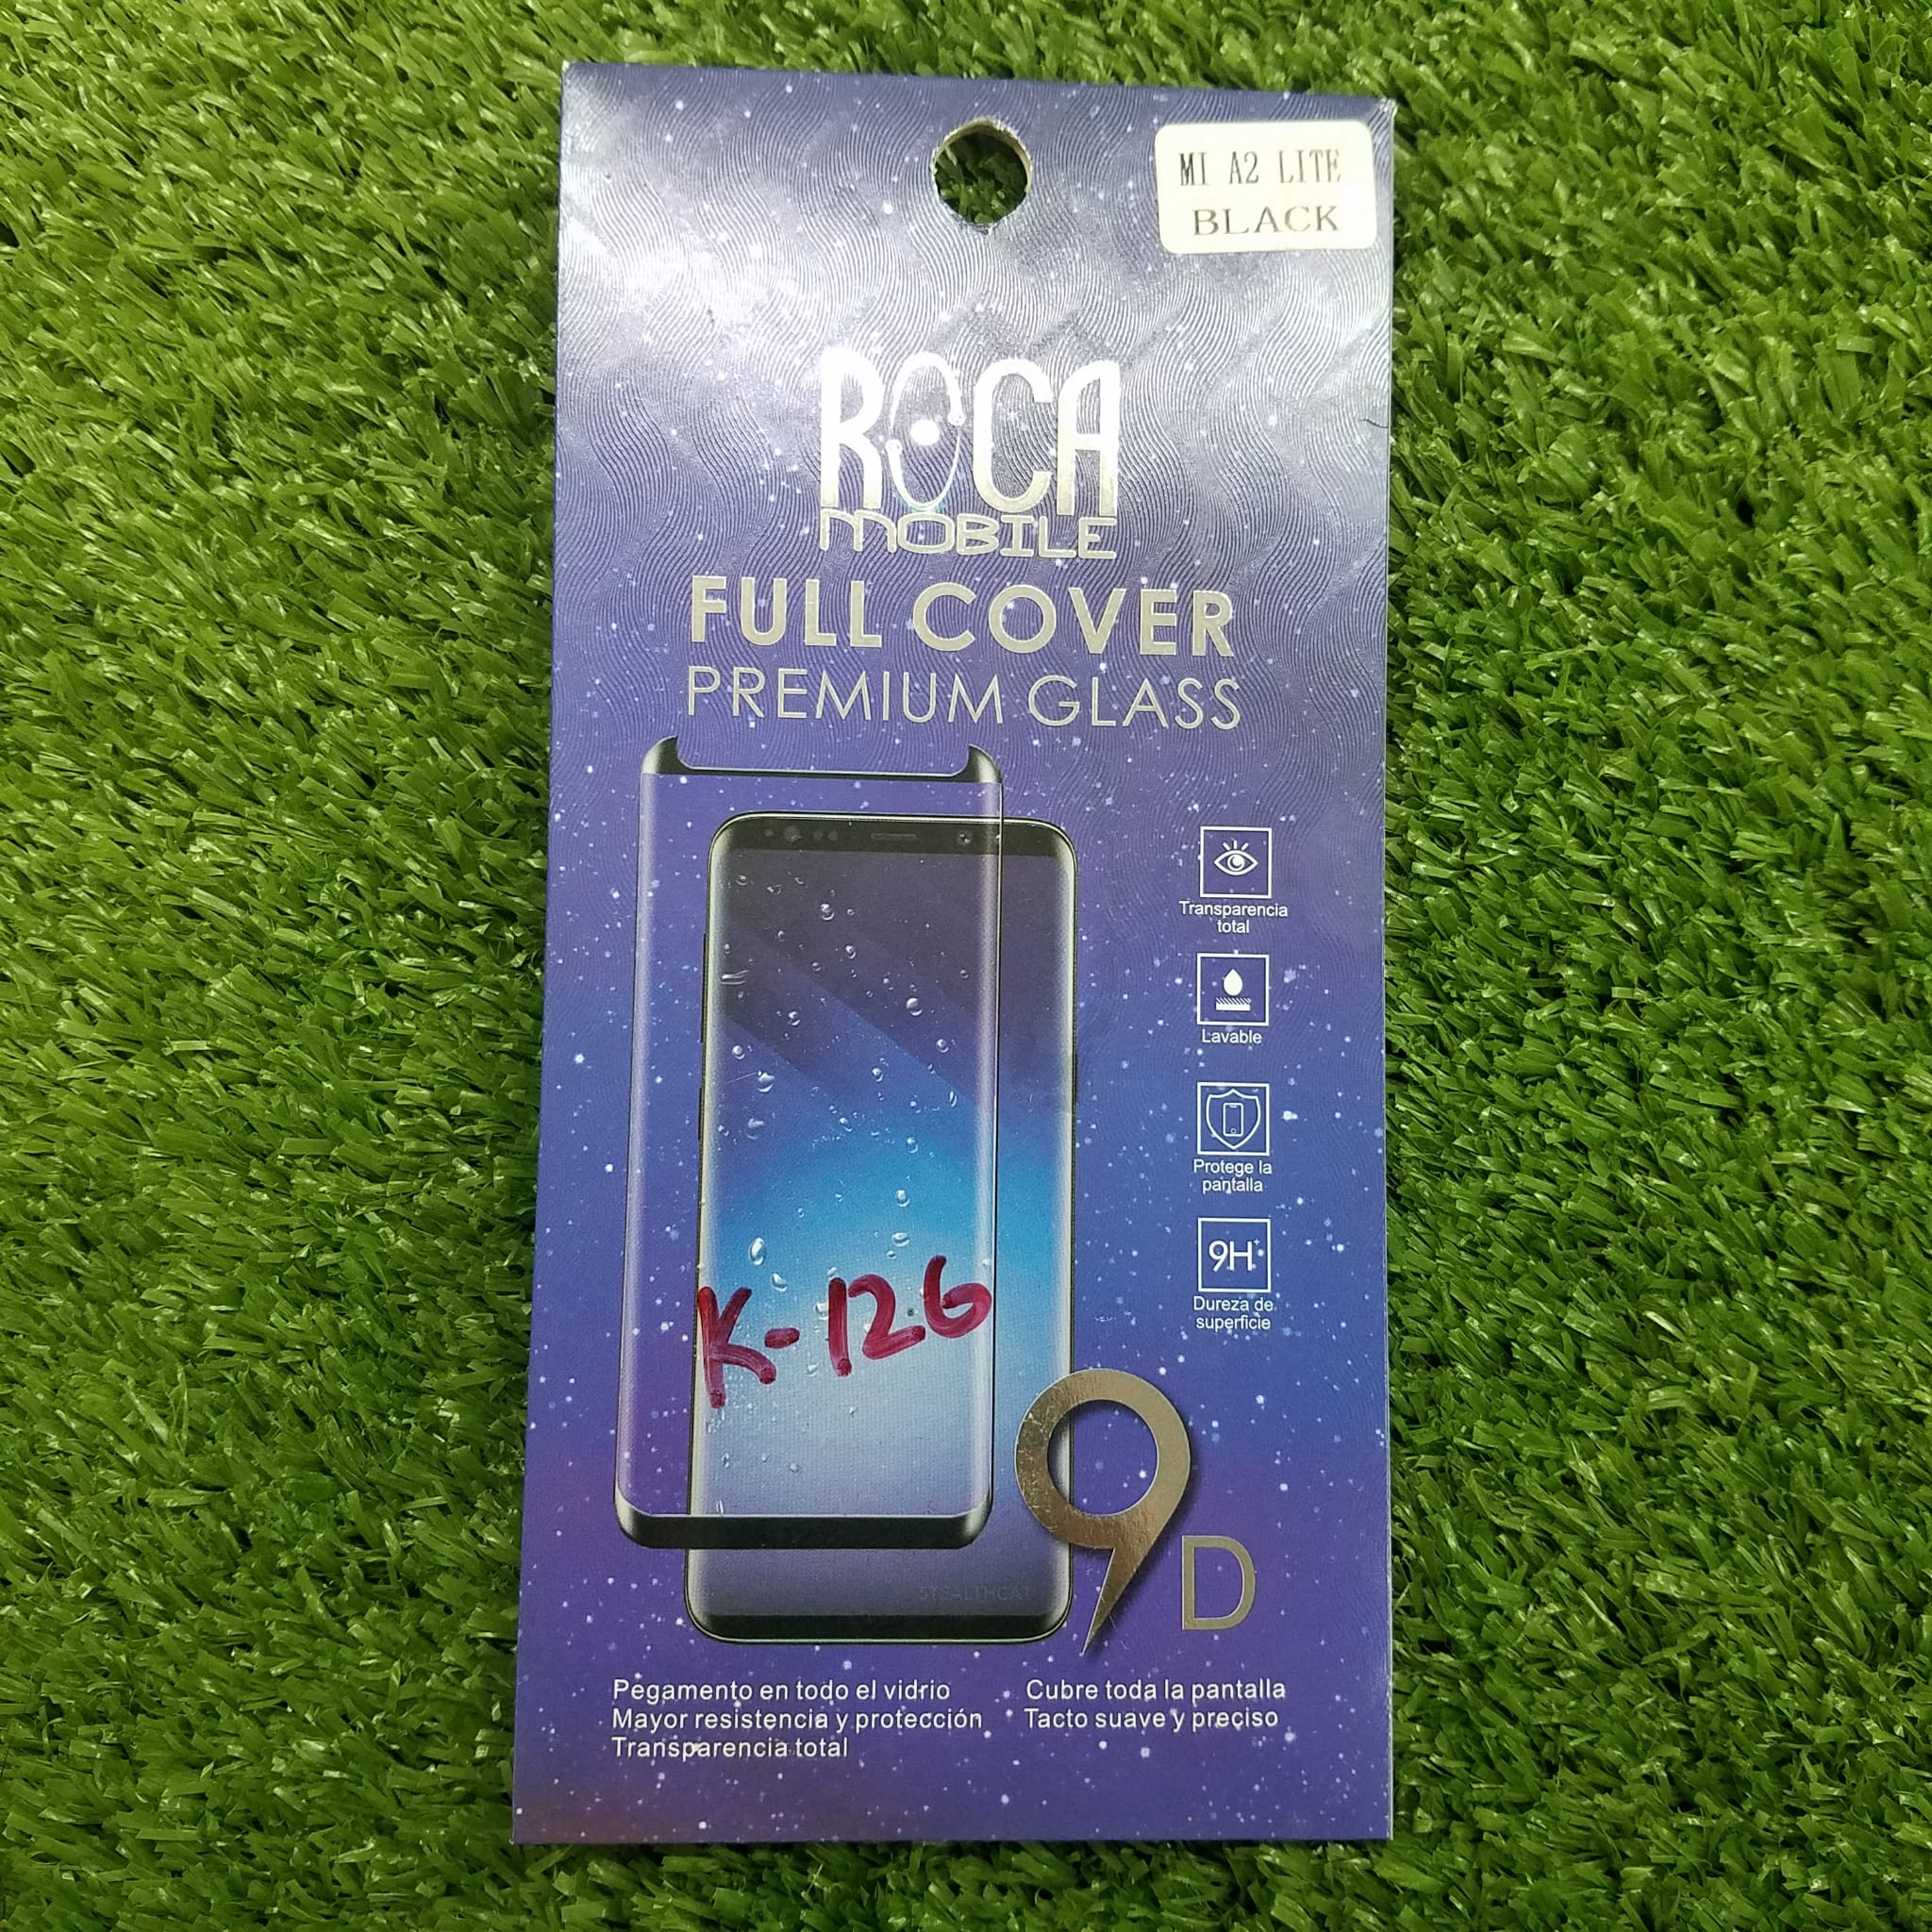 MI A2 LITE
BLACK
ROCA
MOBILE
FULL COVER
PREMIUM GLASS
Transparencia
total
Lavable
Protege la
pantalla
9H+
Dureza de
superficie
K-126
9D
STEALTHCAT
Pegamento en todo el vidrio
Mayor resistencia y protección
Transparencia total
Cubre toda la pantalla
Tacto suave y preciso